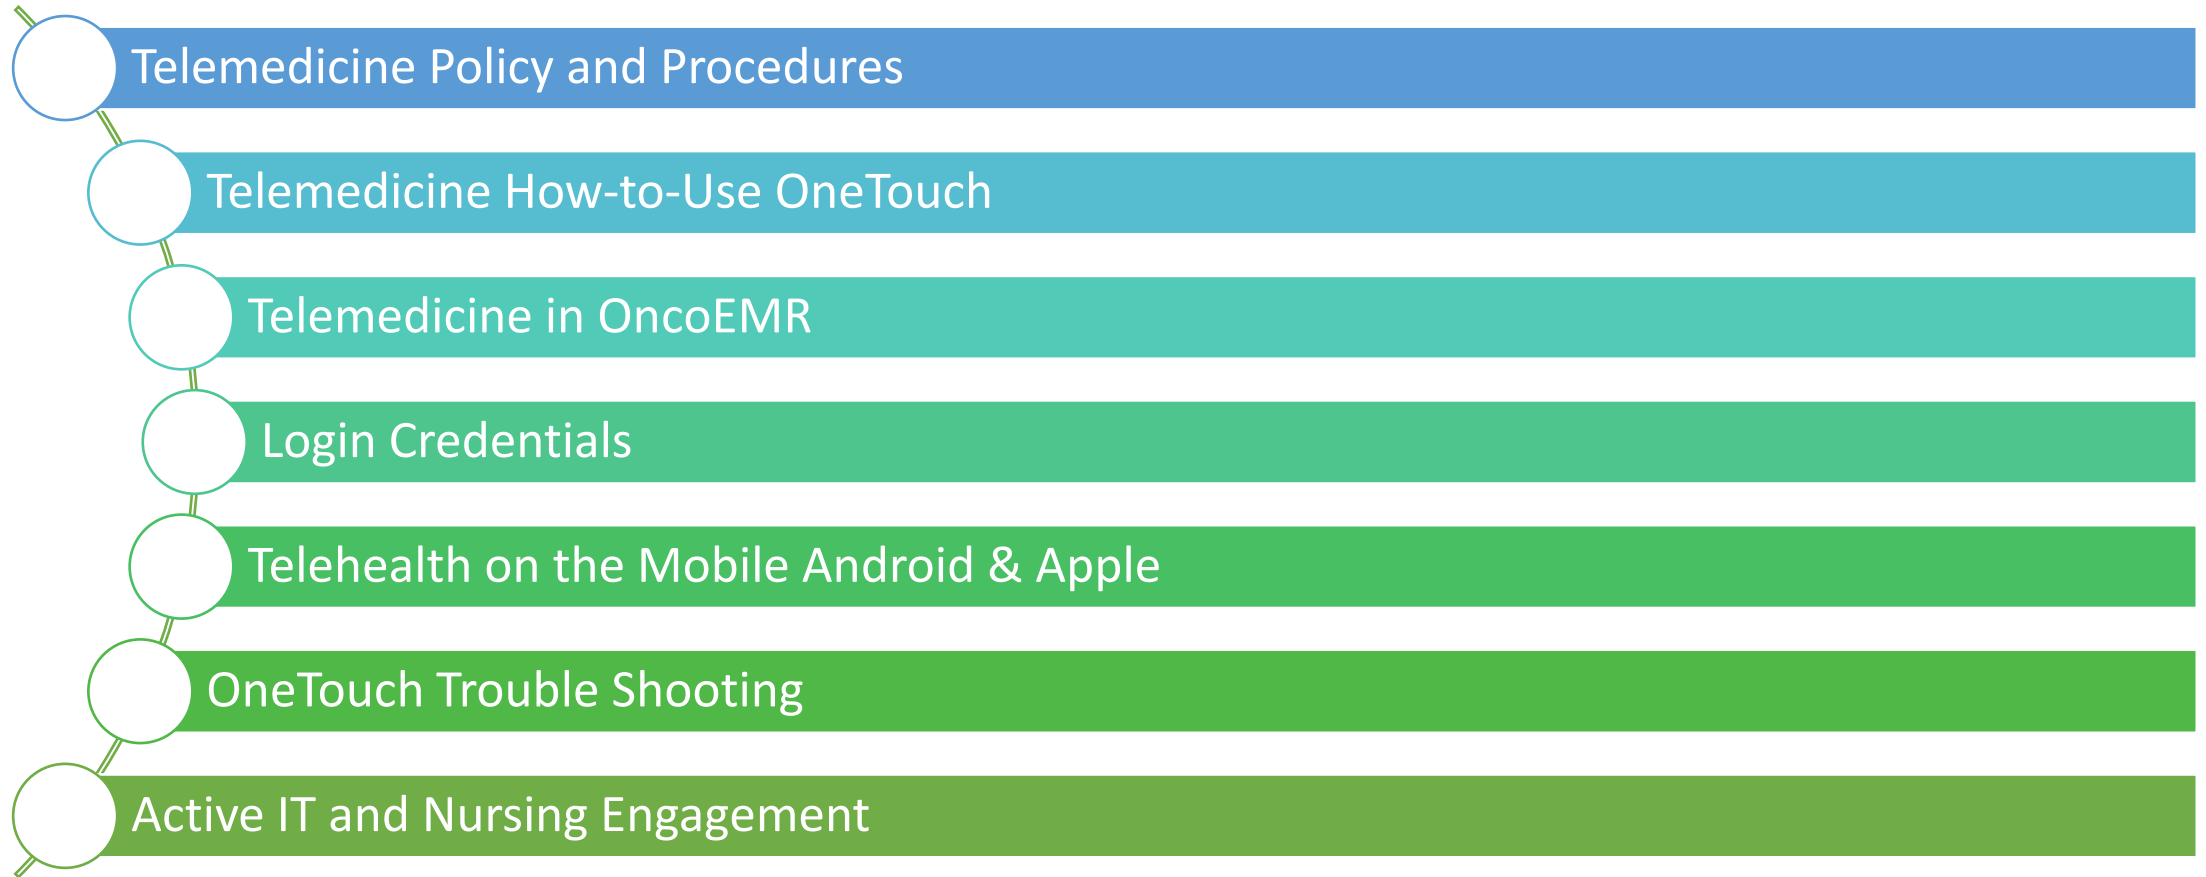 Telemedicine Policy and Procedures
Telemedicine How-to-Use OneTouch
Telemedicine in OncoEMR
Login Credentials
Telehealth on the Mobile Android & Apple
OneTouch Trouble Shooting
Active IT and Nursing Engagement